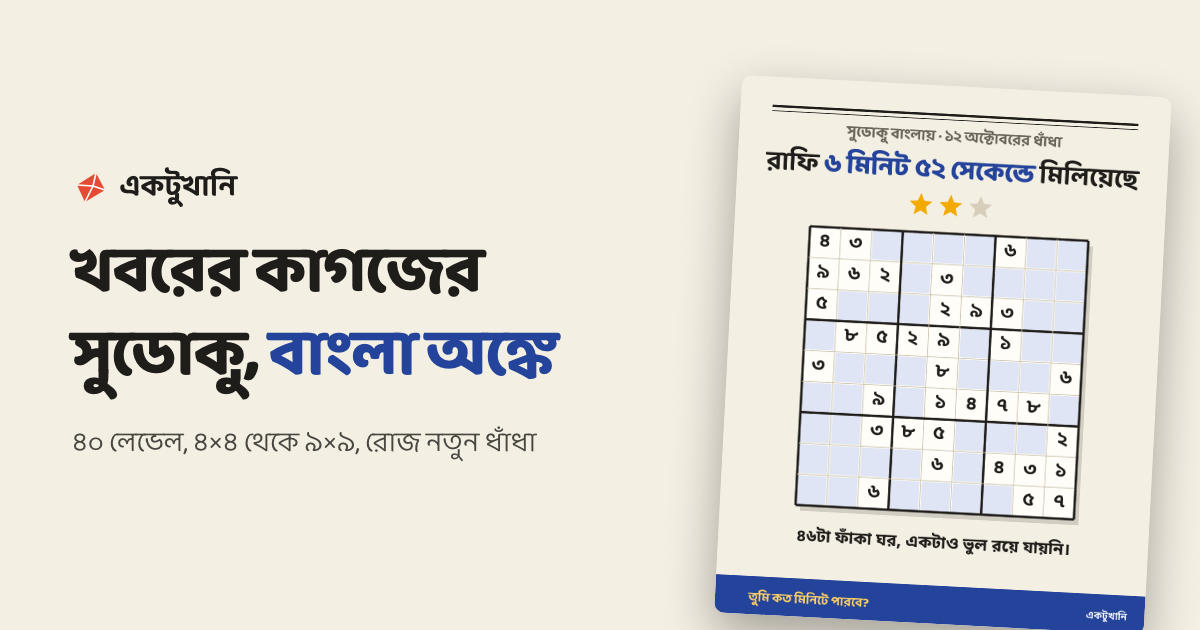 একটুখানি
খবরের কাগজের
সুডোকু, বাংলা অঙ্কে
৪০ লেভেল, ৪×৪ থেকে ৯×৯, রোজ নতুন ধাঁধা
সুডোকু বাংলায় · ১২ অক্টোবরের ধাঁধা
রাফি ৬ মিনিট ৫২ সেকেন্ডে মিলিয়েছে
৪ ৩ ৬
৯ ৬ ২ ৩
৫ ২ ৯ ৩
৮ ৫ ২ ৯ ১
৩ ৮ ৬
৯ ১ ৪ ৭ ৮
৩ ৮ ৫ ২
৬ ৪ ৩ ১
৬ ৫ ৭
৪৬টা ফাঁকা ঘর, একটাও ভুল রয়ে যায়নি।
তুমি কত মিনিটে পারবে?
একটুখানি